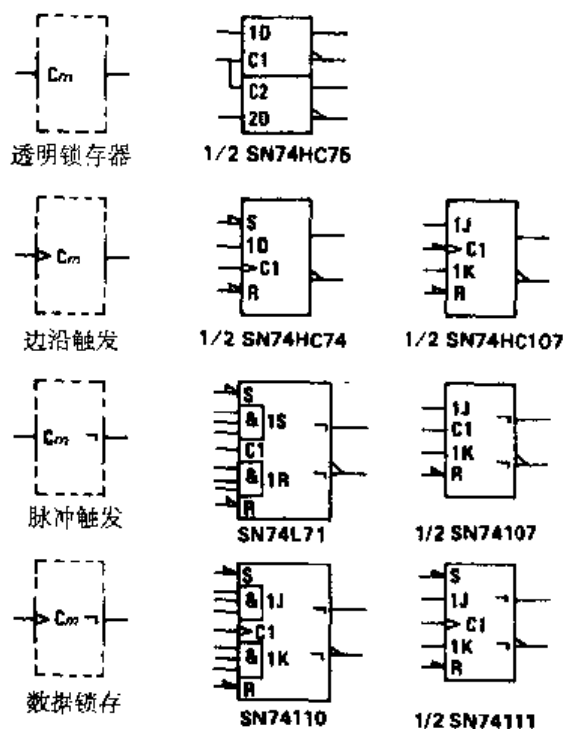 Cm
1D
C1
C2
2D
透明锁存器
1/2 SN74HC75
Cm
S
1D
C1
R
1J
C1
1K
R
边沿触发
1/2 SN74HC74
1/2 SN74HC107
Cm ¬
S
& 1S
C1
& 1R
R
¬
¬
1J
C1
1K
R
¬
¬
脉冲触发
SN74L71
1/2 SN74107
Cm ¬
S
& 1J
C1
& 1K
R
¬
¬
S
1J
C1
1K
R
¬
¬
数据锁存
SN74110
1/2 SN74111